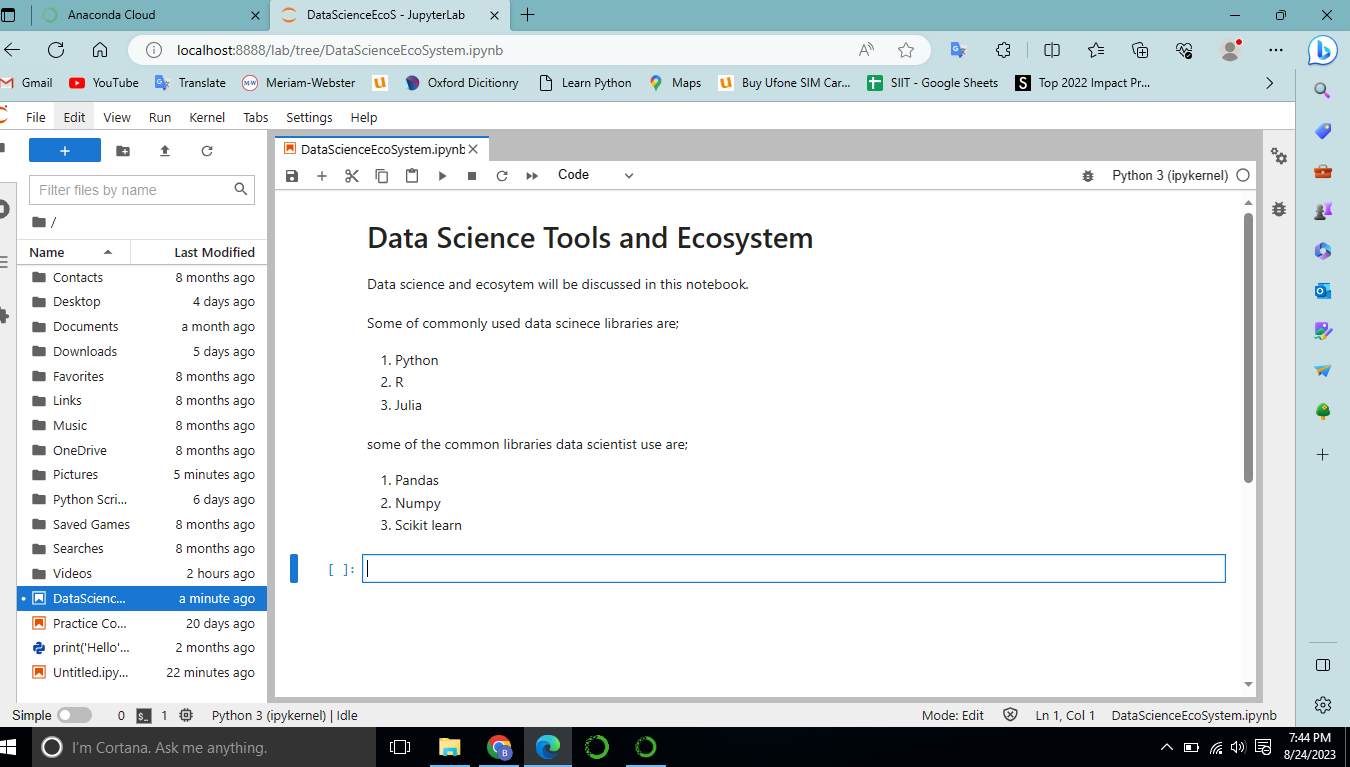 Anaconda Cloud
DataScienceEcoS - JupyterLab
localhost:8888/lab/tree/DataScienceEcoSystem.ipynb
Gmail YouTube Translate Meriam-Webster Oxford Dicitionry Learn Python Maps Buy Ufone SIM Car... SIIT - Google Sheets Top 2022 Impact Pr...
File Edit View Run Kernel Tabs Settings Help
DataScienceEcoSystem.ipynb
Code
Python 3 (ipykernel)
Filter files by name
/
Name Last Modified
Contacts 8 months ago
Desktop 4 days ago
Documents a month ago
Downloads 5 days ago
Favorites 8 months ago
Links 8 months ago
Music 8 months ago
OneDrive 8 months ago
Pictures 5 minutes ago
Python Scri... 6 days ago
Saved Games 8 months ago
Searches 8 months ago
Videos 2 hours ago
DataScienc... a minute ago
Practice Co... 20 days ago
print('Hello'... 2 months ago
Untitled.ipy... 22 minutes ago
Data Science Tools and Ecosystem
Data science and ecosytem will be discussed in this notebook.
Some of commonly used data scinece libraries are;
1. Python
2. R
3. Julia
some of the common libraries data scientist use are;
1. Pandas
2. Numpy
3. Scikit learn
[ ]:
Simple 0 1 Python 3 (ipykernel) | Idle Mode: Edit Ln 1, Col 1 DataScienceEcoSystem.ipynb
I'm Cortana. Ask me anything.
7:44 PM
8/24/2023